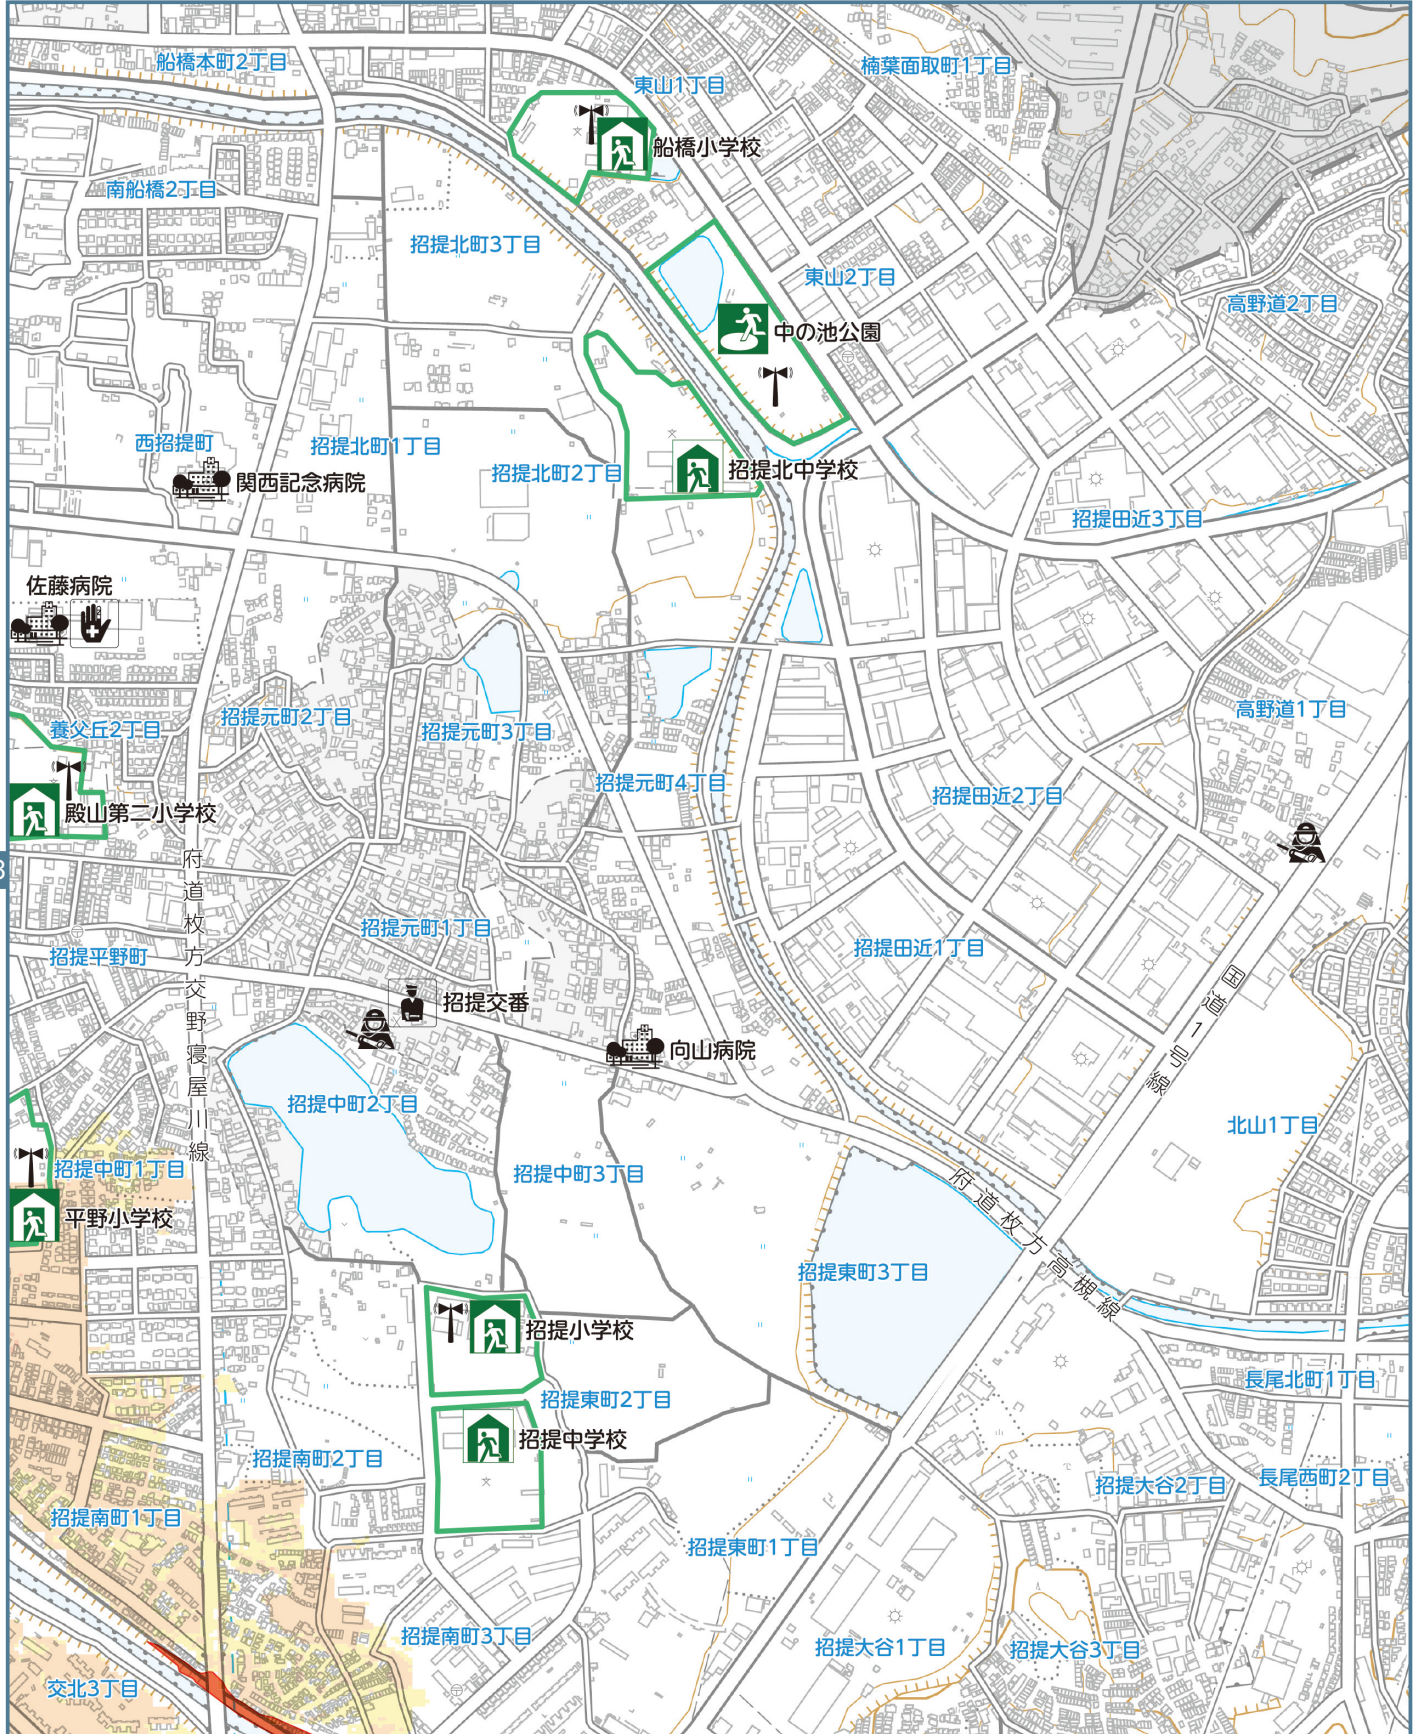 船橋本町2丁目
東山1丁目
楠葉面取町1丁目
船橋小学校
南船橋2丁目
招提北町3丁目
東山2丁目
高野道2丁目
中の池公園
西招提町
招提北町1丁目
招提北町2丁目
招提北中学校
関西記念病院
招提田近3丁目
佐藤病院
養父丘2丁目
招提元町2丁目
招提元町3丁目
高野道1丁目
招提元町4丁目
招提田近2丁目
殿山第二小学校
3
府道枚方交野寝屋川線
招提元町1丁目
招提平野町
招提田近1丁目
国道1号線
招提交番
向山病院
招提中町2丁目
北山1丁目
招提中町1丁目
招提中町3丁目
府道枚方高槻線
平野小学校
招提東町3丁目
招提小学校
長尾北町1丁目
招提東町2丁目
招提中学校
招提南町2丁目
招提大谷2丁目
長尾西町2丁目
招提南町1丁目
招提東町1丁目
招提南町3丁目
招提大谷1丁目
招提大谷3丁目
交北3丁目